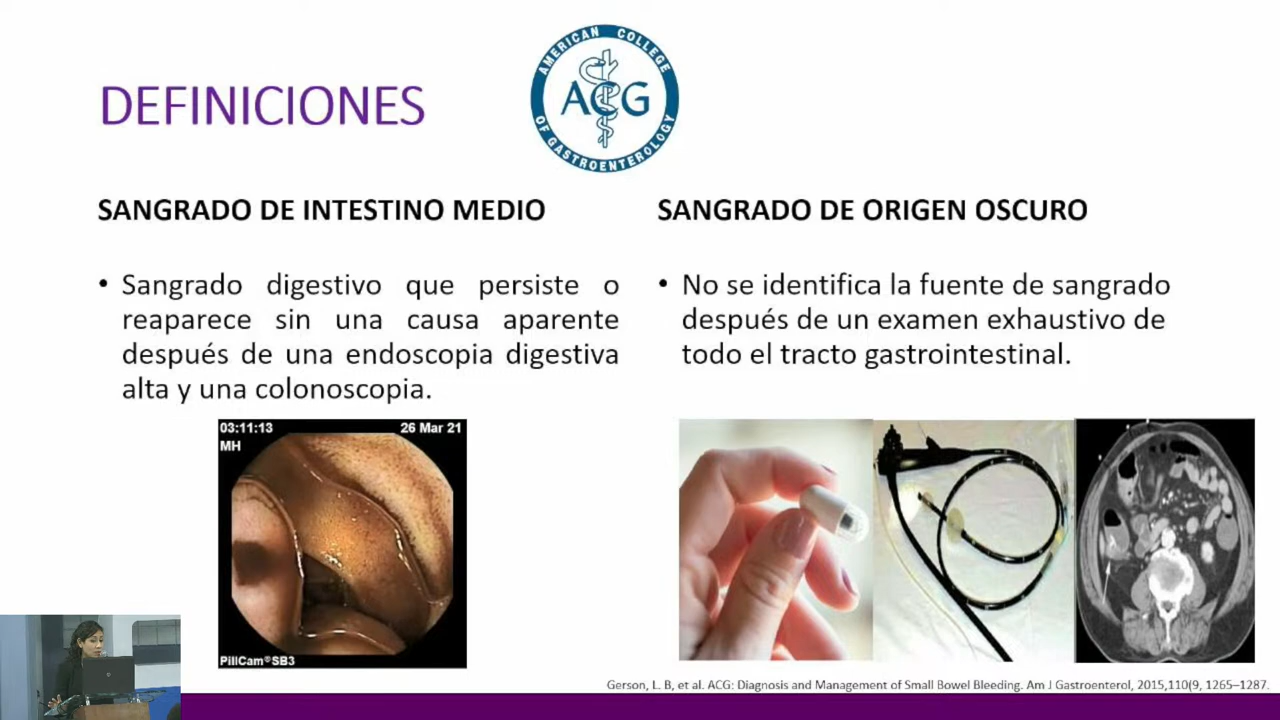 AMERICAN COLLEGE
ACG
OF GASTROENTEROLOGY
DEFINICIONES
SANGRADO DE INTESTINO MEDIO
• Sangrado digestivo que persiste o
reaparece sin una causa aparente
después de una endoscopia digestiva
alta y una colonoscopia.
03:11:13 26 Mar 21
MH
PillCam®SB3
SANGRADO DE ORIGEN OSCURO
• No se identifica la fuente de sangrado
después de un examen exhaustivo de
todo el tracto gastrointestinal.
Gerson, L. B, et al. ACG: Diagnosis and Management of Small Bowel Bleeding. Am J Gastroenterol, 2015,110(9, 1265–1287.